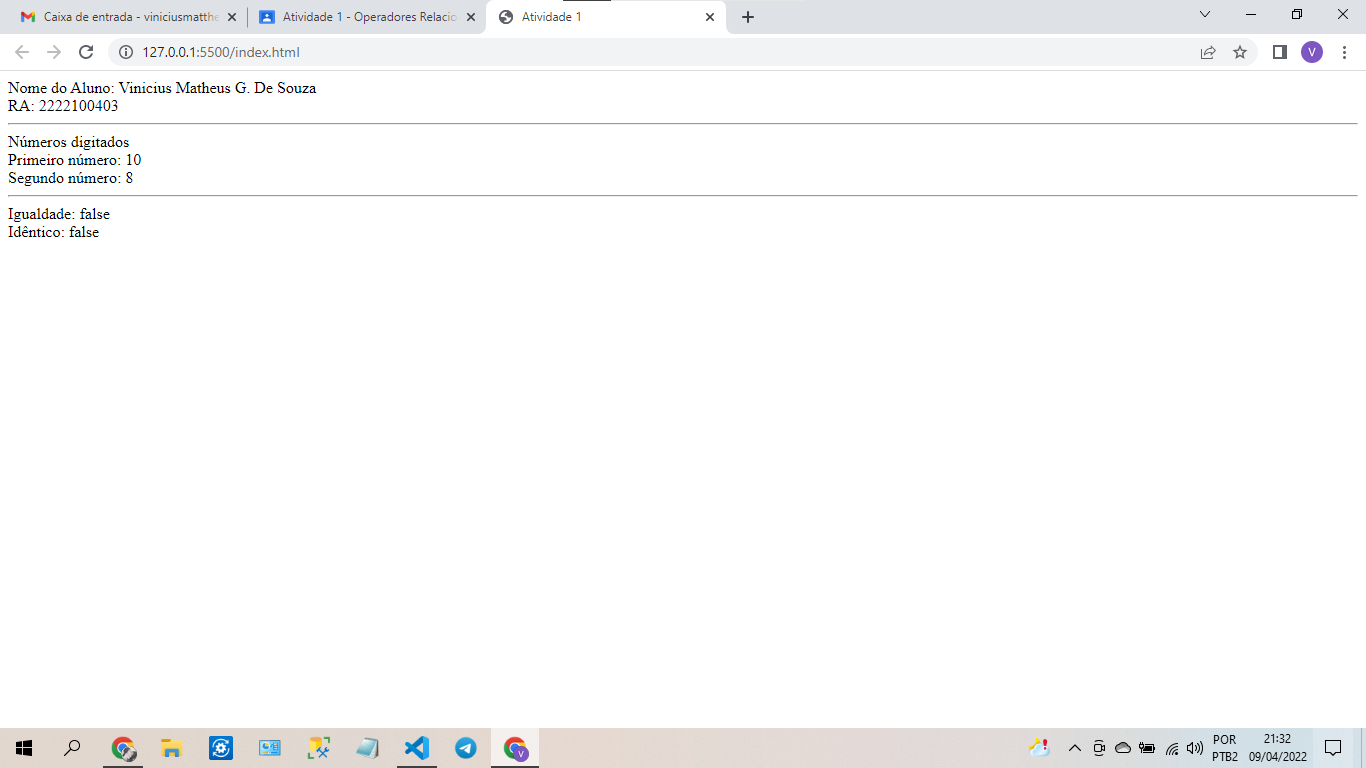 Caixa de entrada - viniciusmatthe
Atividade 1 - Operadores Relacio
Atividade 1
127.0.0.1:5500/index.html
V
Nome do Aluno: Vinicius Matheus G. De Souza
RA: 2222100403
Números digitados
Primeiro número: 10
Segundo número: 8
Igualdade: false
Idêntico: false
V
POR
PTB2
21:32
09/04/2022